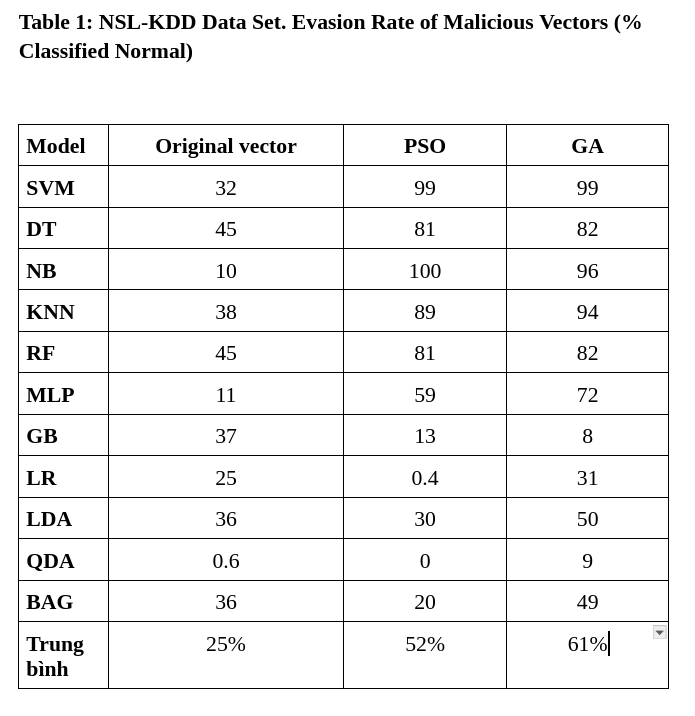 Table 1: NSL-KDD Data Set. Evasion Rate of Malicious Vectors (%
Classified Normal)
Model Original vector PSO GA
SVM 32 99 99
DT 45 81 82
NB 10 100 96
KNN 38 89 94
RF 45 81 82
MLP 11 59 72
GB 37 13 8
LR 25 0.4 31
LDA 36 30 50
QDA 0.6 0 9
BAG 36 20 49
Trung 25% 52% 61%
bình